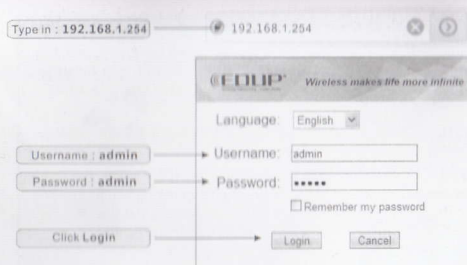 Type in : 192.168.1.254
192.168.1.254
EDUP Wireless makes life more infinite
Language: English
Username : admin
Username: admin
Password : admin
Password: •••••
Remember my password
Click Login
Login Cancel